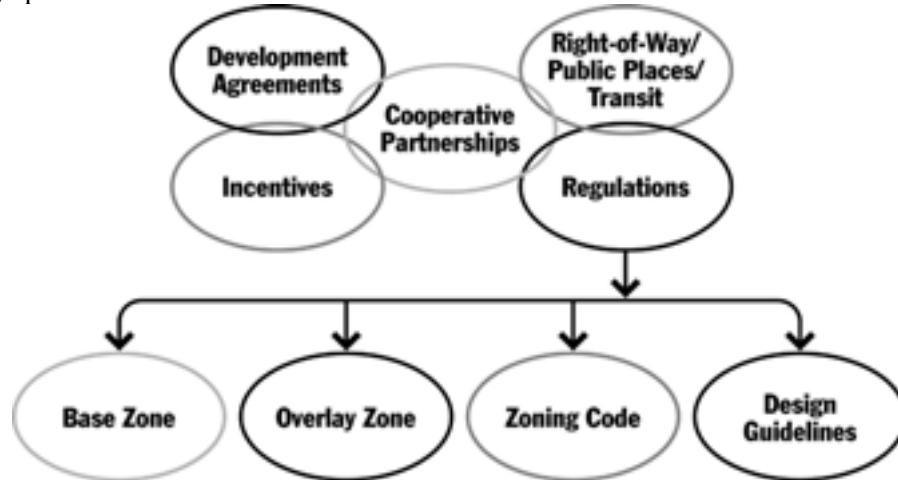 Development
Agreements
Right-of-Way/
Public Places/
Transit
Cooperative
Partnerships
Incentives
Regulations
Base Zone
Overlay Zone
Zoning Code
Design
Guidelines